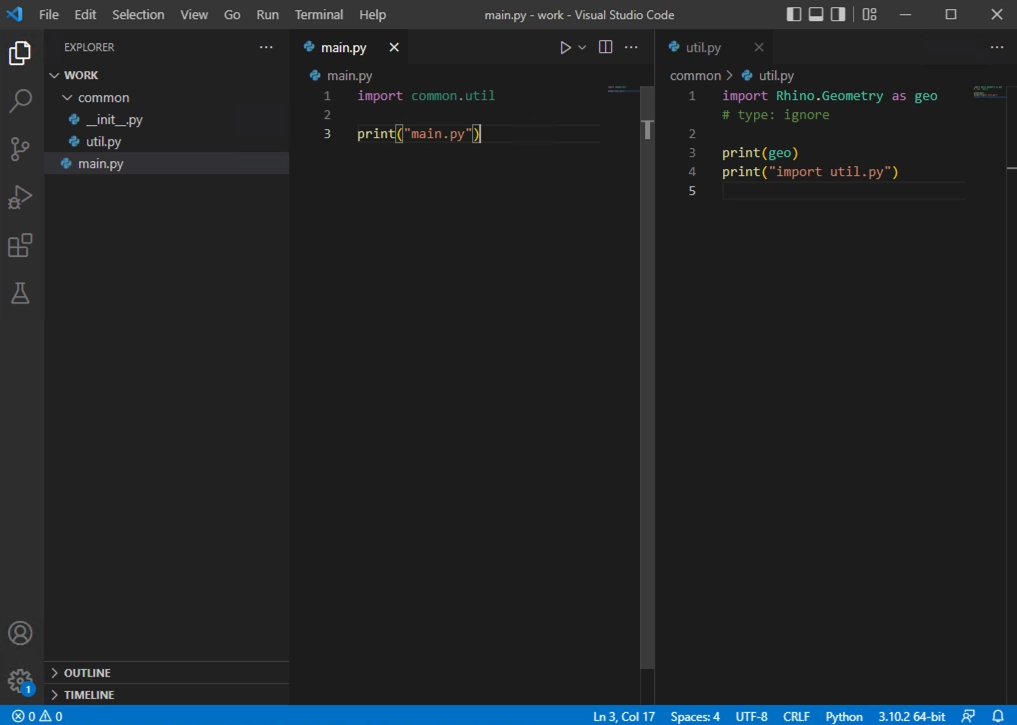 File Edit Selection View Go Run Terminal Help main.py - work - Visual Studio Code
EXPLORER
WORK
common
__init__.py
util.py
main.py
OUTLINE
TIMELINE
main.py
main.py
1 import common.util
2
3 print("main.py")
util.py
common > util.py
1 import Rhino.Geometry as geo
# type: ignore
2
3 print(geo)
4 print("import util.py")
5
1
0 0 Ln 3, Col 17 Spaces: 4 UTF-8 CRLF Python 3.10.2 64-bit